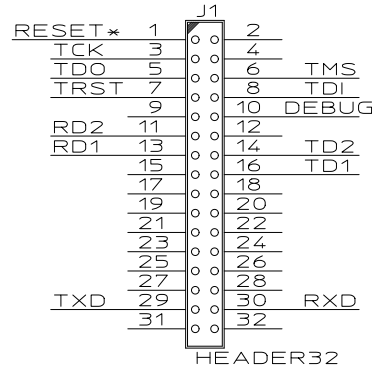 J1
RESET* 1 2
TCK 3 4
TDO 5 6 TMS
TRST 7 8 TDI
9 10 DEBUG
RD2 11 12
RD1 13 14 TD2
15 16 TD1
17 18
19 20
21 22
23 24
25 26
27 28
TXD 29 30 RXD
31 32
HEADER32